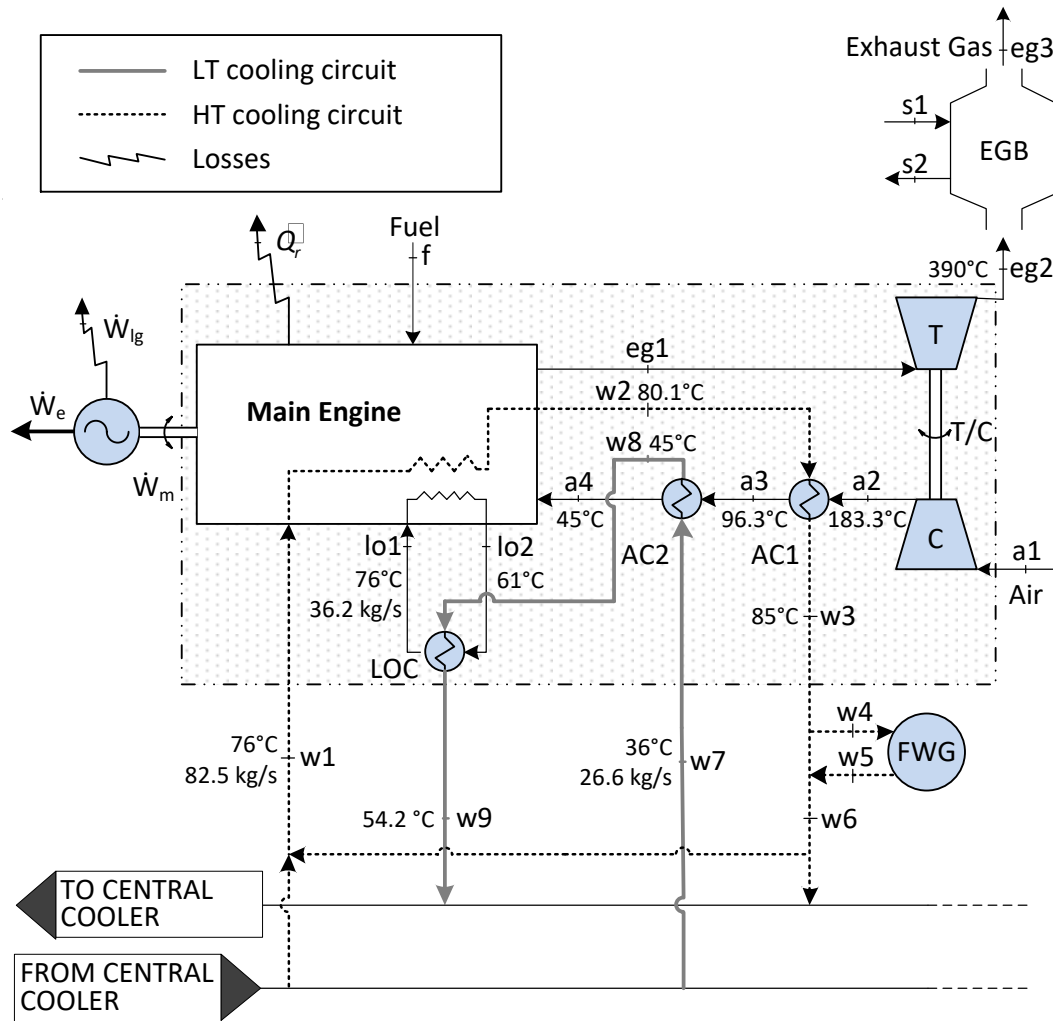 LT cooling circuit
HT cooling circuit
Losses
Exhaust Gas
eg3
s1
EGB
s2
eg2
390°C
Fuel
f
Qr
Ẇlg
Ẇe
Ẇm
Main Engine
eg1
w2 80.1°C
w8 45°C
T
T/C
a4
45°C
a3
96.3°C
a2
183.3°C
C
a1
Air
lo1
76°C
36.2 kg/s
lo2
61°C
AC2
AC1
85°C
w3
LOC
w4
w5
FWG
76°C
82.5 kg/s
w1
36°C
26.6 kg/s
w7
54.2 °C
w9
w6
TO CENTRAL
COOLER
FROM CENTRAL
COOLER